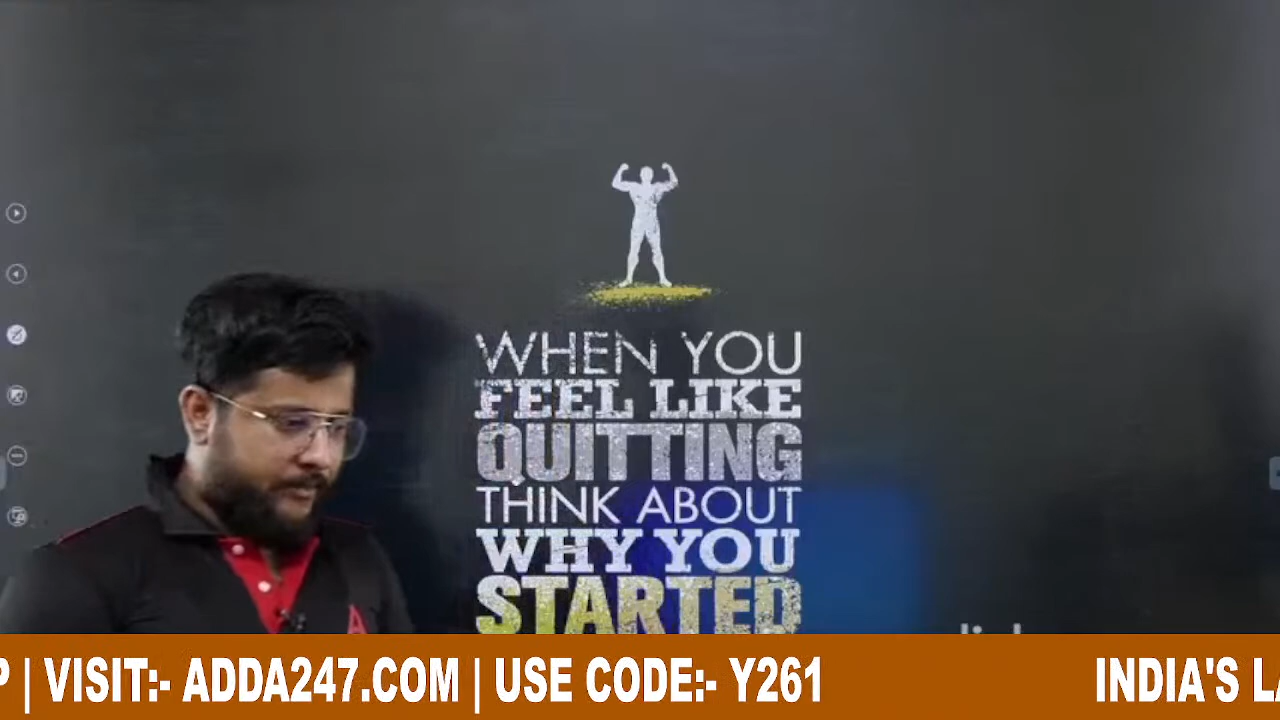 WHEN YOU
FEEL LIKE
QUITTING
THINK ABOUT
WHY YOU
STARTED
P | VISIT:- ADDA247.COM | USE CODE:- Y261
INDIA'S LA